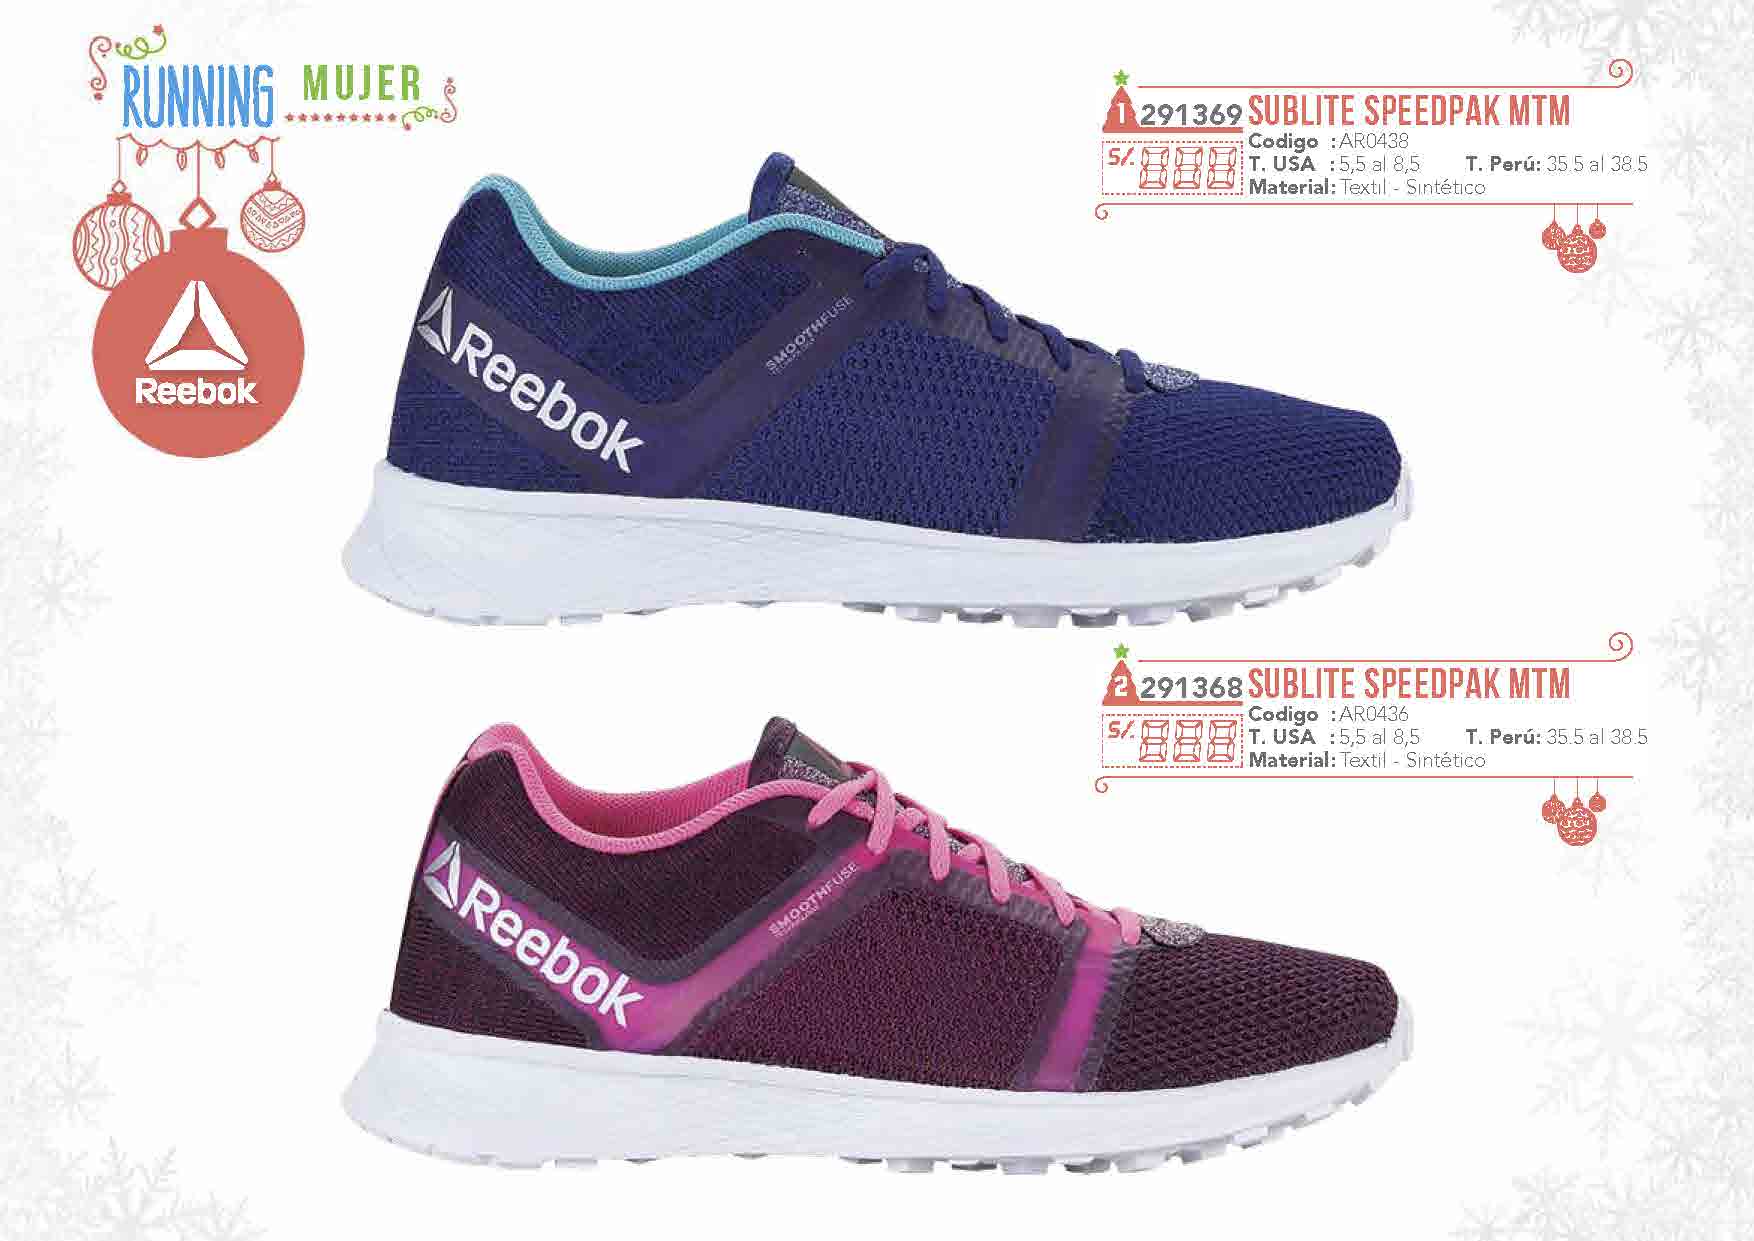 RUNNING MUJER
Reebok
1 291369 SUBLITE SPEEDPAK MTM
Codigo : AR0438
S/. 888
T. USA : 5,5 al 8,5 T. Perú: 35.5 al 38.5
Material: Textil - Sintético
SMOOTHFUSE
Reebok
2 291368 SUBLITE SPEEDPAK MTM
Codigo : AR0436
S/. 888
T. USA : 5,5 al 8,5 T. Perú: 35.5 al 38.5
Material: Textil - Sintético
SMOOTHFUSE
Reebok